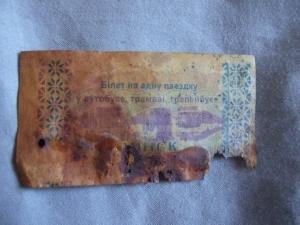 Білет на адну паездку
у аўтобусе, трамваі, тралейбусе
НСК